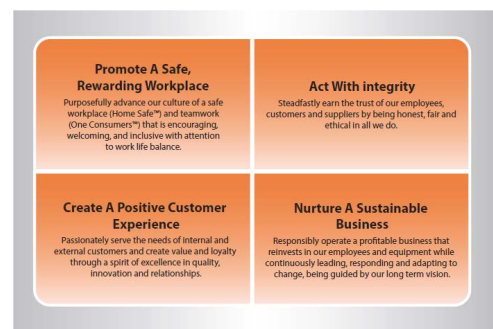 Promote A Safe,
Rewarding Workplace
Purposefully advance our culture of a safe
workplace (Home Safe™) and teamwork
(One Consumers™) that is encouraging,
welcoming, and inclusive with attention
to work life balance.
Act With integrity
Steadfastly earn the trust of our employees,
customers and suppliers by being honest, fair and
ethical in all we do.
Create A Positive Customer
Experience
Passionately serve the needs of internal and
external customers and create value and loyalty
through a spirit of excellence in quality,
innovation and relationships.
Nurture A Sustainable
Business
Responsibly operate a profitable business that
reinvests in our employees and equipment while
continuously leading, responding and adapting to
change, being guided by our long term vision.